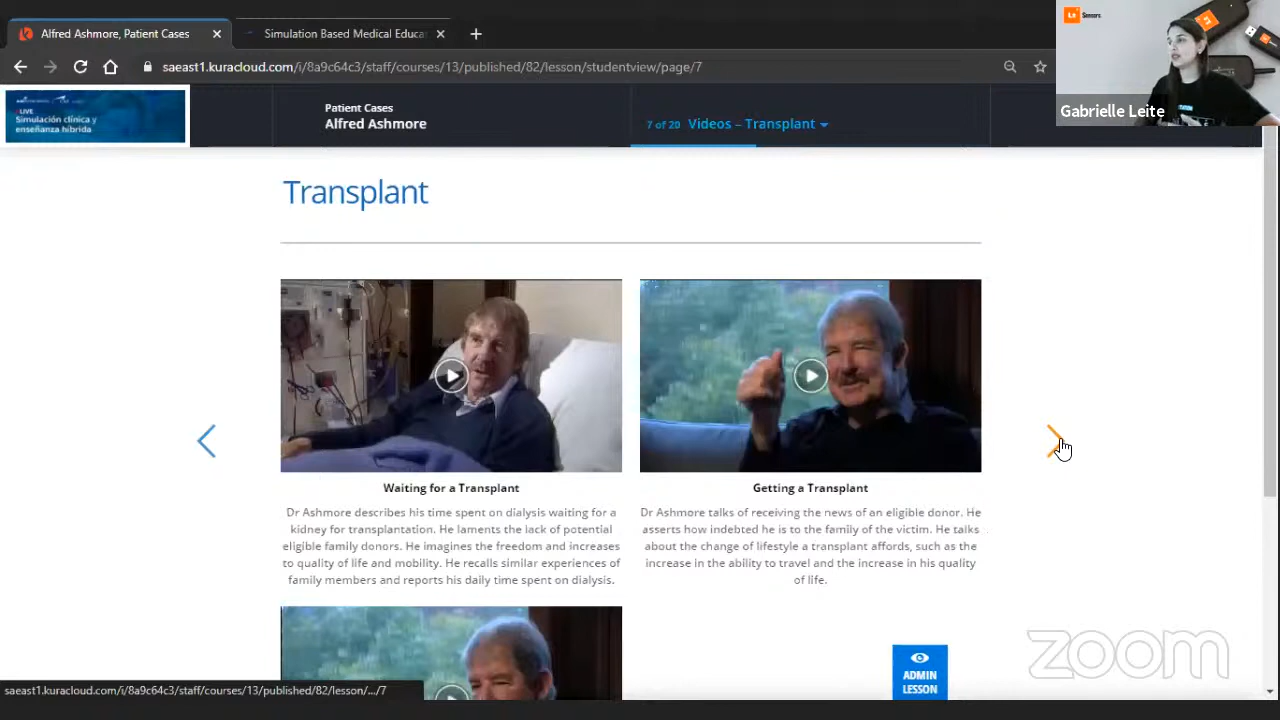 Alfred Ashmore, Patient Cases
Simulation Based Medical Educa
saeast1.kuracloud.com/i/8a9c64c3/staff/courses/13/published/82/lesson/studentview/page/7
Sensors
Gabrielle Leite
LIVE
Simulación clínica y
enseñanza híbrida
Patient Cases
Alfred Ashmore
7 of 20 Videos – Transplant
Transplant
Waiting for a Transplant
Dr Ashmore describes his time spent on dialysis waiting for a
kidney for transplantation. He laments the lack of potential
eligible family donors. He imagines the freedom and increases
to quality of life and mobility. He recalls similar experiences of
family members and reports his daily time spent on dialysis.
Getting a Transplant
Dr Ashmore talks of receiving the news of an eligible donor. He
asserts how indebted he is to the family of the victim. He talks
about the change of lifestyle a transplant affords, such as the
increase in the ability to travel and the increase in his quality
of life.
ADMIN
LESSON
zoom
saeast1.kuracloud.com/i/8a9c64c3/staff/courses/13/published/82/lesson/.../7